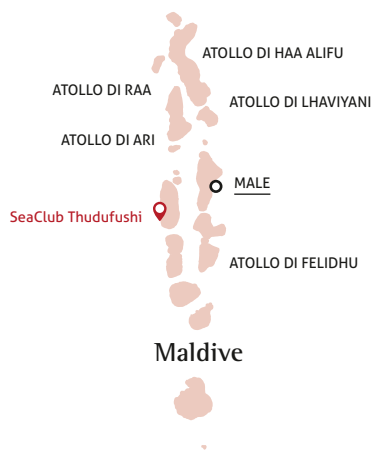 ATOLLO DI HAA ALIFU
ATOLLO DI RAA
ATOLLO DI LHAVIYANI
ATOLLO DI ARI
MALE
SeaClub Thudufushi
ATOLLO DI FELIDHU
Maldive